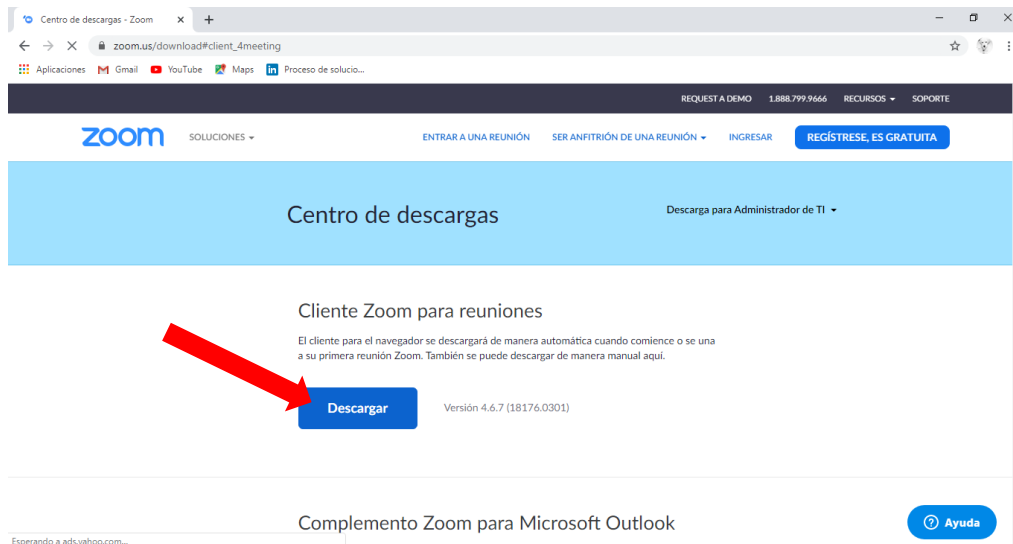 Centro de descargas - Zoom
zoom.us/download#client_4meeting
Aplicaciones Gmail YouTube Maps Proceso de solucio...
REQUEST A DEMO 1.888.799.9666 RECURSOS SOPORTE
zoom SOLUCIONES ENTRAR A UNA REUNIÓN SER ANFITRIÓN DE UNA REUNIÓN INGRESAR REGÍSTRESE, ES GRATUITA
Centro de descargas Descarga para Administrador de TI
Cliente Zoom para reuniones
El cliente para el navegador se descargará de manera automática cuando comience o se una
a su primera reunión Zoom. También se puede descargar de manera manual aquí.
Descargar Versión 4.6.7 (18176.0301)
Complemento Zoom para Microsoft Outlook
Ayuda
Esperando a ads.yahoo.com...